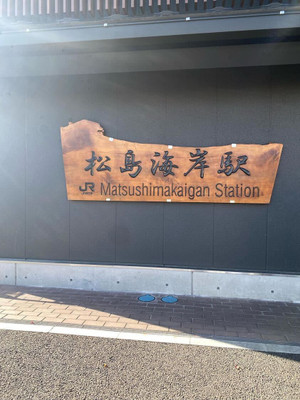 松島海岸駅
JR Matsushimakaigan Station